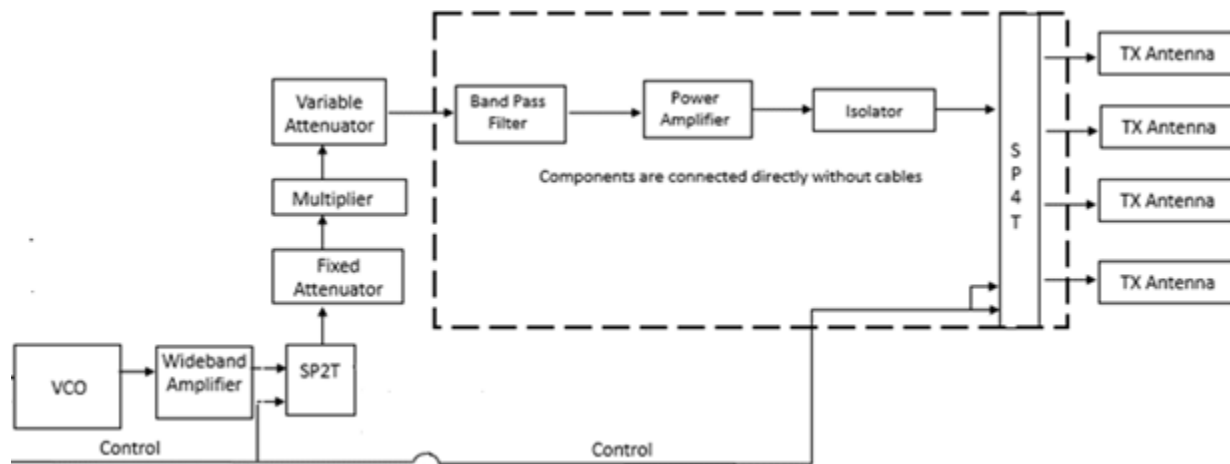 TX Antenna
Variable
Attenuator
Band Pass
Filter
Power
Amplifier
Isolator
TX Antenna
Components are connected directly without cables
S
P
4
T
Multiplier
TX Antenna
Fixed
Attenuator
TX Antenna
VCO
Wideband
Amplifier
SP2T
Control
Control